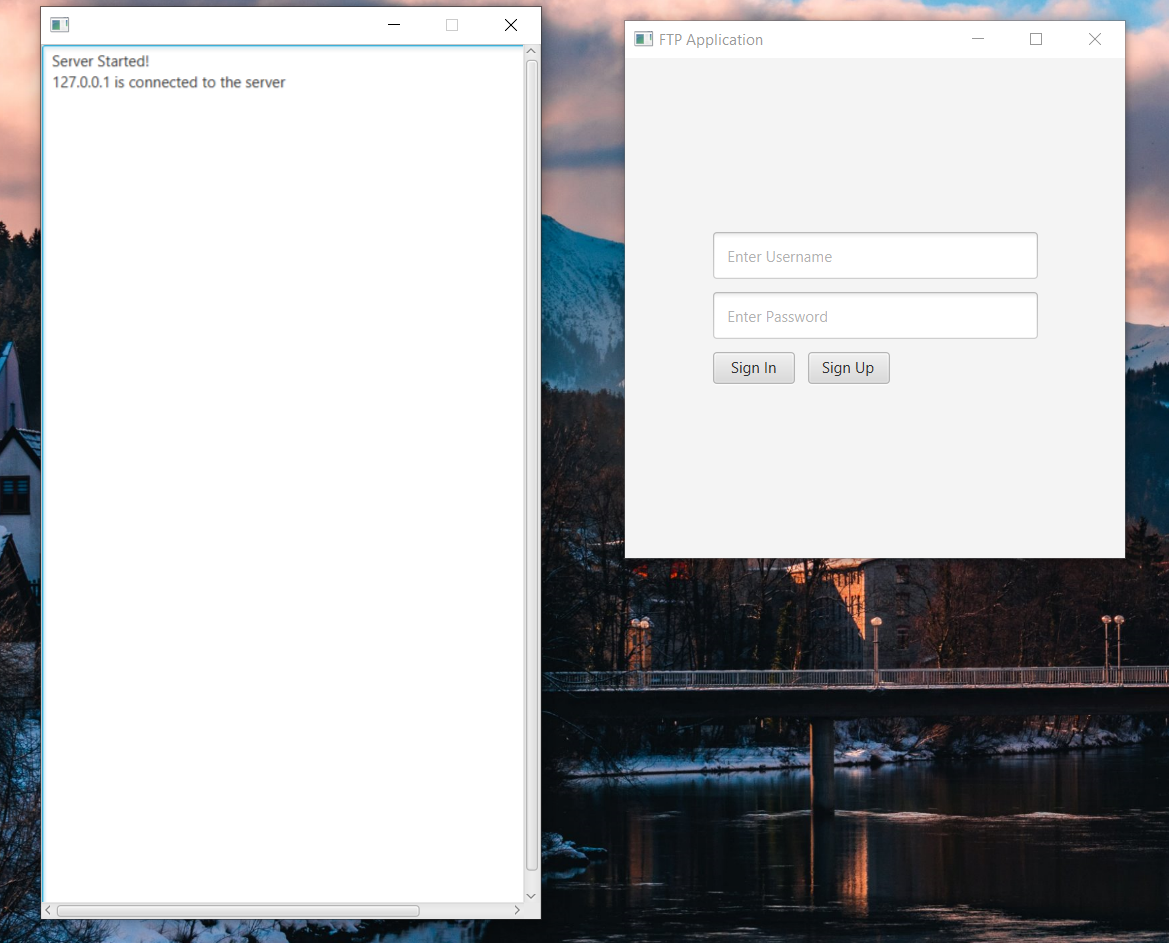 Server Started!
127.0.0.1 is connected to the server
FTP Application
Enter Username
Enter Password
Sign In
Sign Up